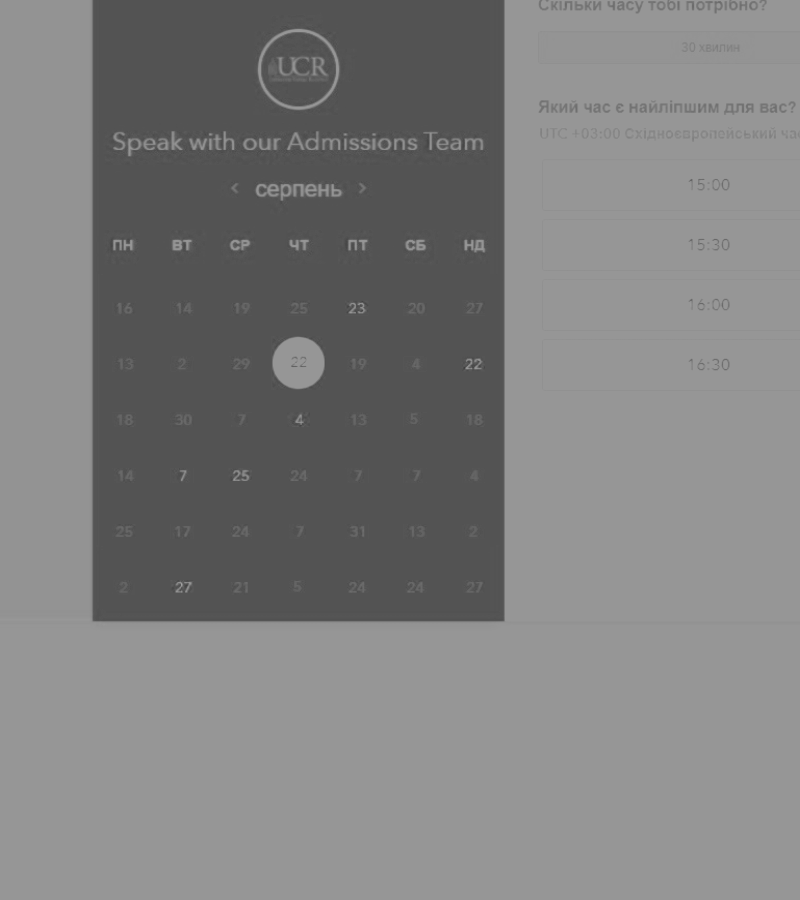 Скільки часу тобі потрібно?
30 хвилин
UCR
Speak with our Admissions Team
< серпень >
ПН ВТ СР ЧТ ПТ СБ НД
16 14 19 25 23 20 27
13 2 29 22 19 4 22
18 30 7 4 13 5 18
14 7 25 24 7 7 4
25 17 24 7 31 13 2
2 27 21 5 24 24 27
Який час є найліпшим для вас?
UTC +03:00 Східноєвропейський час
15:00
15:30
16:00
16:30